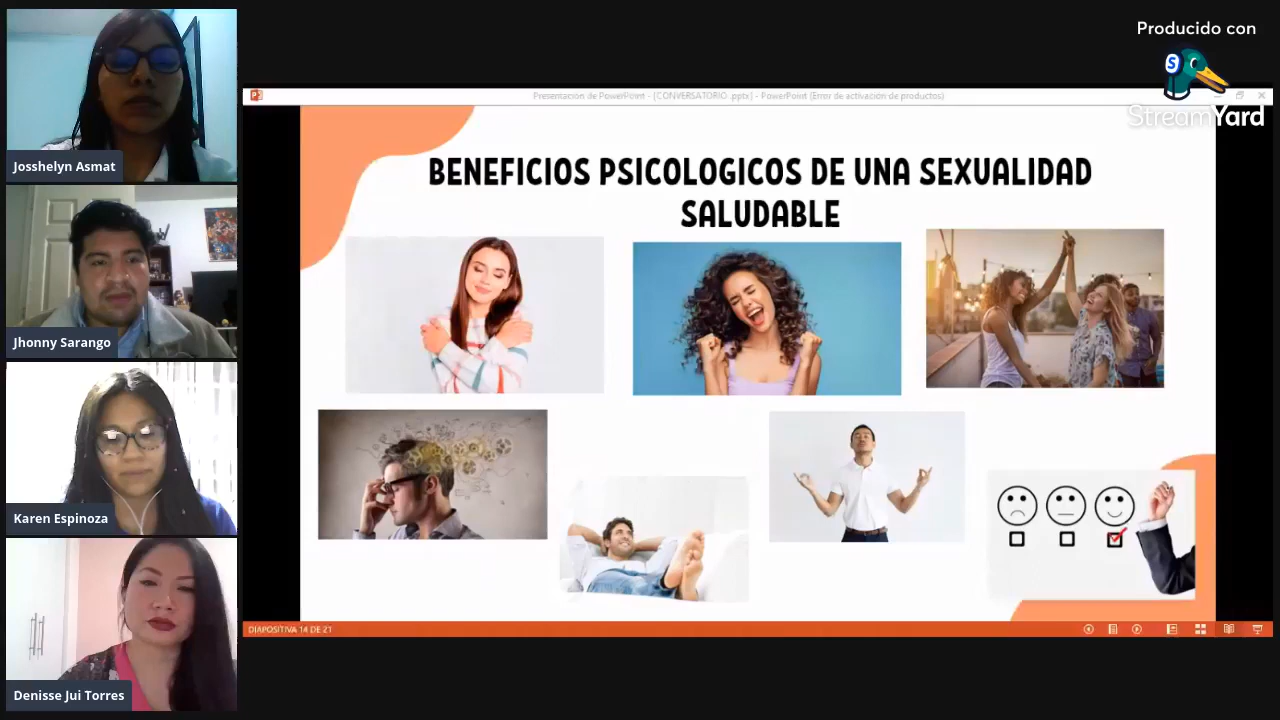 Producido con
S
StreamYard
Presentación de PowerPoint - [CONVERSATORIO .pptx] - PowerPoint (Error de activación de productos)
BENEFICIOS PSICOLOGICOS DE UNA SEXUALIDAD
SALUDABLE
Josshelyn Asmat
Jhonny Sarango
Karen Espinoza
Denisse Jui Torres
DIAPOSITIVA 14 DE 21